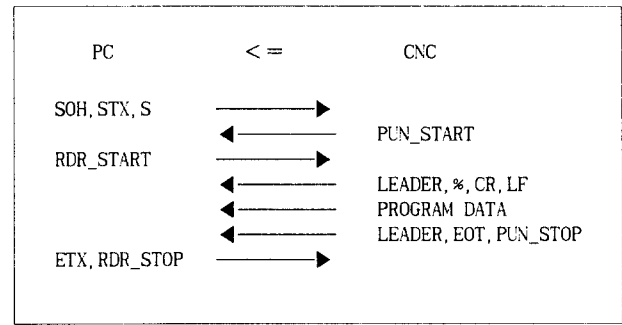 PC <= CNC
SOH, STX, S
PUN_START
RDR_START
LEADER, %, CR, LF
PROGRAM DATA
LEADER, EOT, PUN_STOP
ETX, RDR_STOP